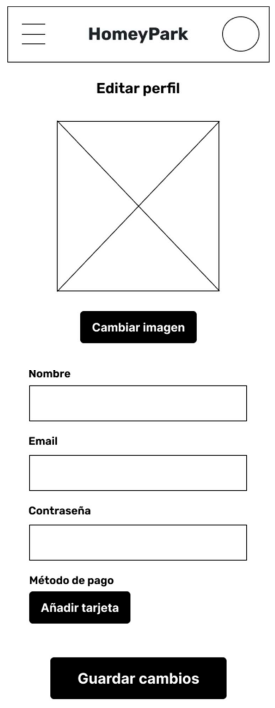 HomeyPark
Editar perfil
Cambiar imagen
Nombre
Email
Contraseña
Método de pago
Añadir tarjeta
Guardar cambios